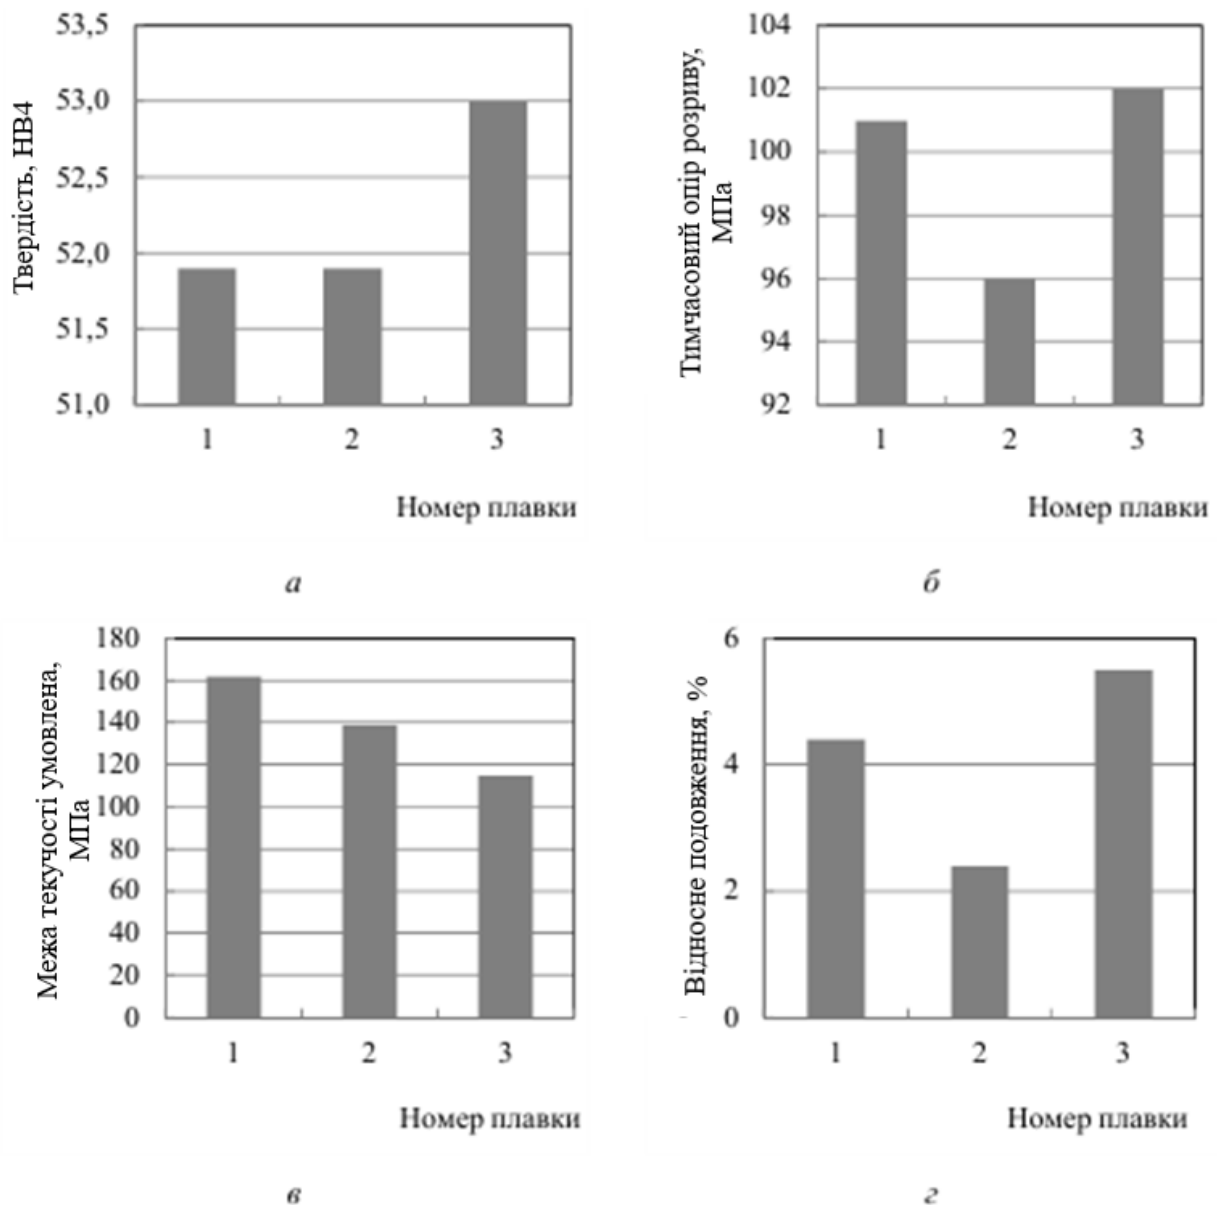 53,5
53,0
52,5
52,0
51,5
51,0
Твердість, НВ4
1 2 3
Номер плавки
а
104
102
100
98
96
94
92
Тимчасовий опір розриву,
МПа
1 2 3
Номер плавки
б
180
160
140
120
100
80
60
40
20
0
Межа текучості умовлена,
МПа
1 2 3
Номер плавки
в
6
4
2
0
Відносне подовження, %
1 2 3
Номер плавки
г